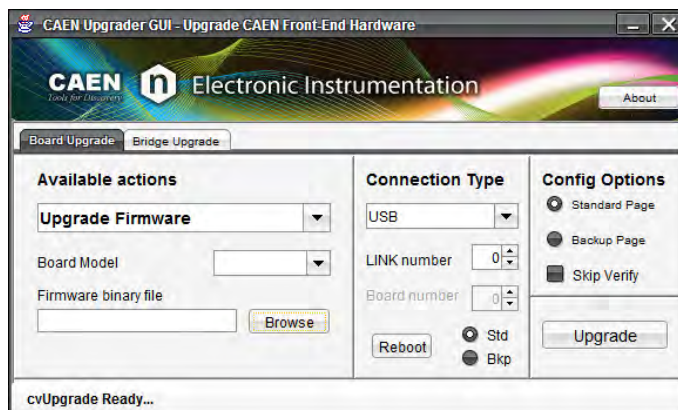 CAEN Upgrader GUI - Upgrade CAEN Front-End Hardware
CAEN n Electronic Instrumentation
Tools for Discovery
About
Board Upgrade Bridge Upgrade
Available actions
Upgrade Firmware
Board Model
Firmware binary file
Browse
Connection Type
USB
LINK number 0
Board number 0
Reboot Std
Bkp
Config Options
Standard Page
Backup Page
Skip Verify
Upgrade
cvUpgrade Ready...